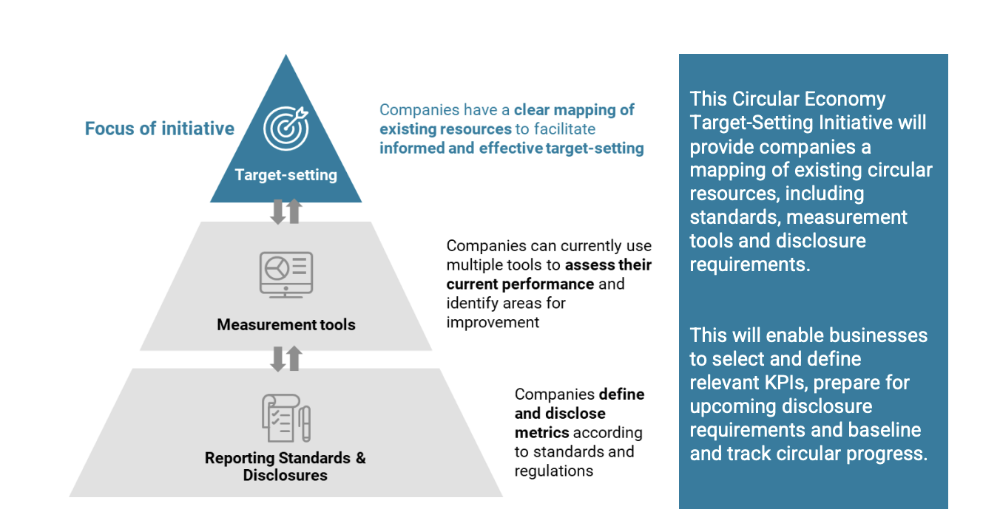 Focus of initiative
Target-setting
Companies have a clear mapping of
existing resources to facilitate
informed and effective target-setting
Measurement tools
Companies can currently use
multiple tools to assess their
current performance and
identify areas for
improvement
Reporting Standards &
Disclosures
Companies define
and disclose
metrics according
to standards and
regulations
This Circular Economy
Target-Setting Initiative will
provide companies a
mapping of existing circular
resources, including
standards, measurement
tools and disclosure
requirements.
This will enable businesses
to select and define
relevant KPIs, prepare for
upcoming disclosure
requirements and baseline
and track circular progress.